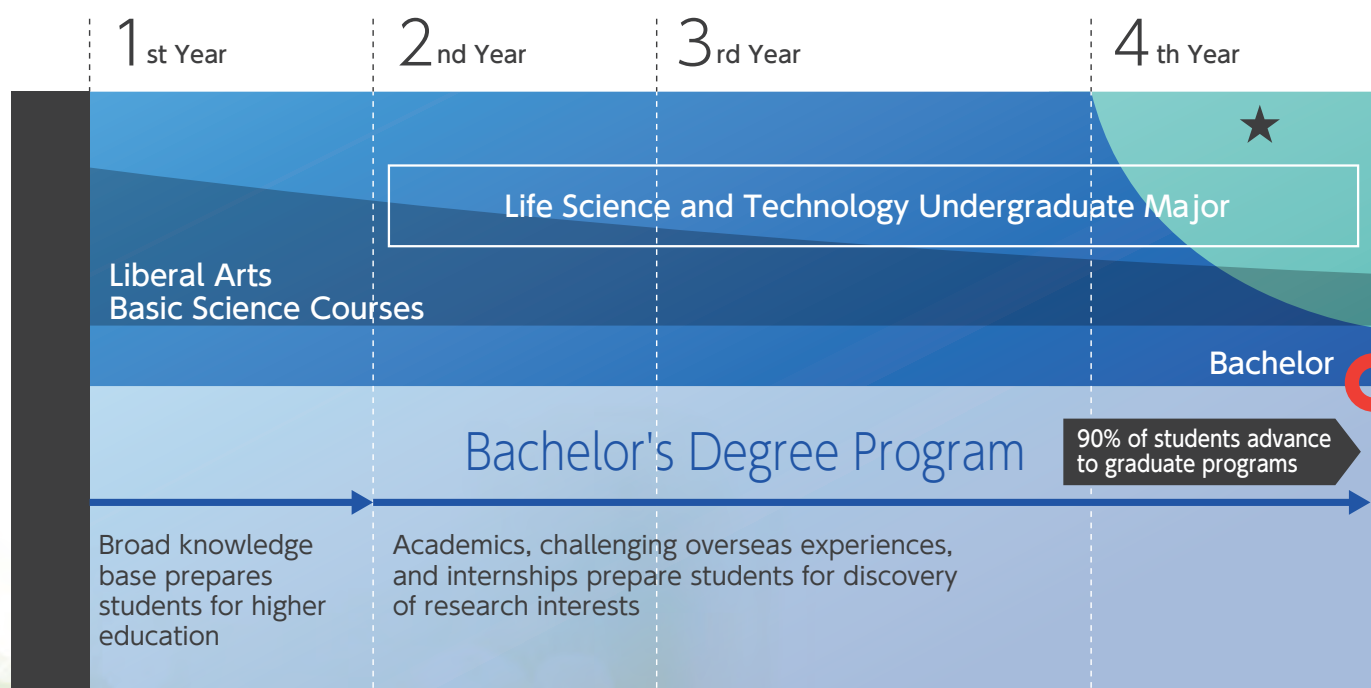 1st Year
2nd Year
3rd Year
4th Year
★
Life Science and Technology Undergraduate Major
Liberal Arts
Basic Science Courses
Bachelor
Bachelor's Degree Program
90% of students advance
to graduate programs
Broad knowledge
base prepares
students for higher
education
Academics, challenging overseas experiences,
and internships prepare students for discovery
of research interests